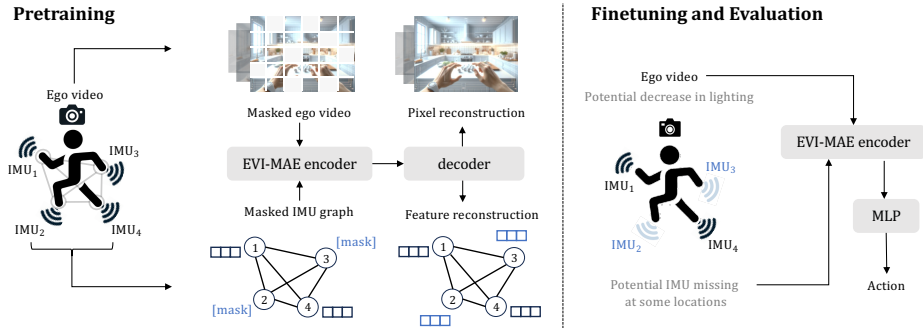 Pretraining
Ego video
IMU1
IMU3
IMU2
IMU4
Masked ego video
Pixel reconstruction
EVI-MAE encoder
decoder
Masked IMU graph
Feature reconstruction
1
[mask]
3
[mask]
2
4
1
3
2
4
Finetuning and Evaluation
Ego video
Potential decrease in lighting
EVI-MAE encoder
IMU3
IMU1
MLP
IMU2
IMU4
Potential IMU missing
at some locations
Action